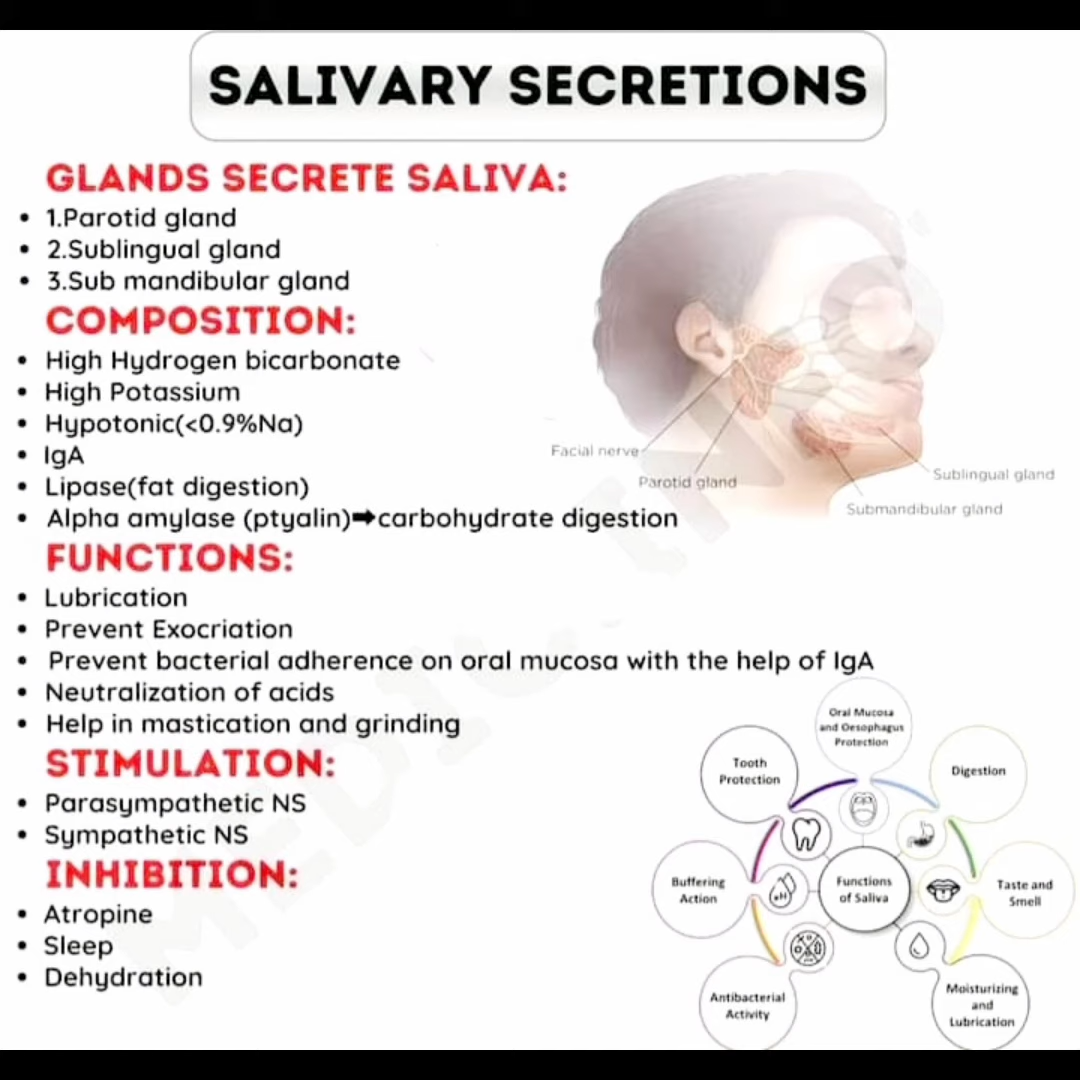 SALIVARY SECRETIONS
GLANDS SECRETE SALIVA:
• 1.Parotid gland
• 2.Sublingual gland
• 3.Sub mandibular gland
COMPOSITION:
• High Hydrogen bicarbonate
• High Potassium
• Hypotonic(<0.9%Na)
• IgA
• Lipase(fat digestion)
• Alpha amylase (ptyalin)➡carbohydrate digestion
Facial nerve
Parotid gland
Sublingual gland
Submandibular gland
FUNCTIONS:
• Lubrication
• Prevent Exocriation
• Prevent bacterial adherence on oral mucosa with the help of IgA
• Neutralization of acids
• Help in mastication and grinding
STIMULATION:
• Parasympathetic NS
• Sympathetic NS
INHIBITION:
• Atropine
• Sleep
• Dehydration
Oral Mucosa
and Oesophagus
Protection
Tooth
Protection
Digestion
Buffering
Action
pH
Functions
of Saliva
Taste and
Smell
Antibacterial
Activity
Moisturizing
and
Lubrication